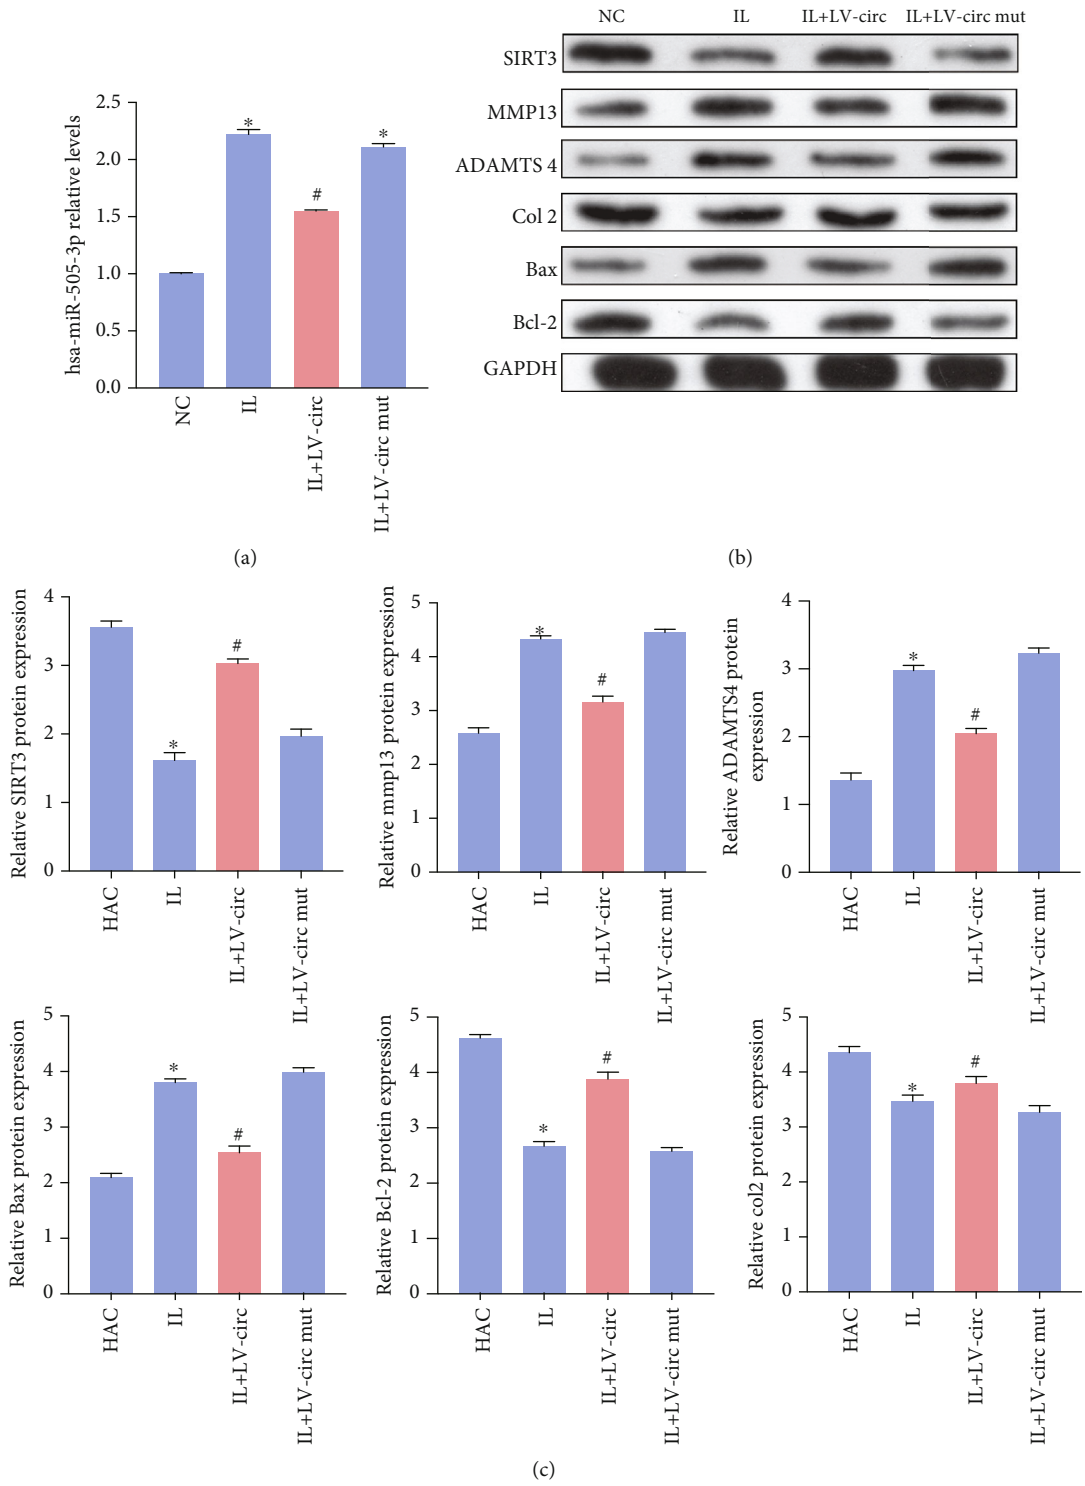 hsa-miR-505-3p relative levels
2.5
2.0
1.5
1.0
0.5
0.0
*
#
*
NC
IL
IL+LV-circ
IL+LV-circ mut
(a)
NC IL IL+LV-circ IL+LV-circ mut
SIRT3
MMP13
ADAMTS 4
Col 2
Bax
Bcl-2
GAPDH
(b)
Relative SIRT3 protein expression
4
3
2
1
0
*
#
HAC
IL
IL+LV-circ
IL+LV-circ mut
Relative mmp13 protein expression
5
4
3
2
1
0
*
#
HAC
IL
IL+LV-circ
IL+LV-circ mut
Relative ADAMTS4 protein
expression
4
3
2
1
0
*
#
HAC
IL
IL+LV-circ
IL+LV-circ mut
Relative Bax protein expression
5
4
3
2
1
0
*
#
HAC
IL
IL+LV-circ
IL+LV-circ mut
Relative Bcl-2 protein expression
5
4
3
2
1
0
*
#
HAC
IL
IL+LV-circ
IL+LV-circ mut
Relative col2 protein expression
5
4
3
2
1
0
*
#
HAC
IL
IL+LV-circ
IL+LV-circ mut
(c)